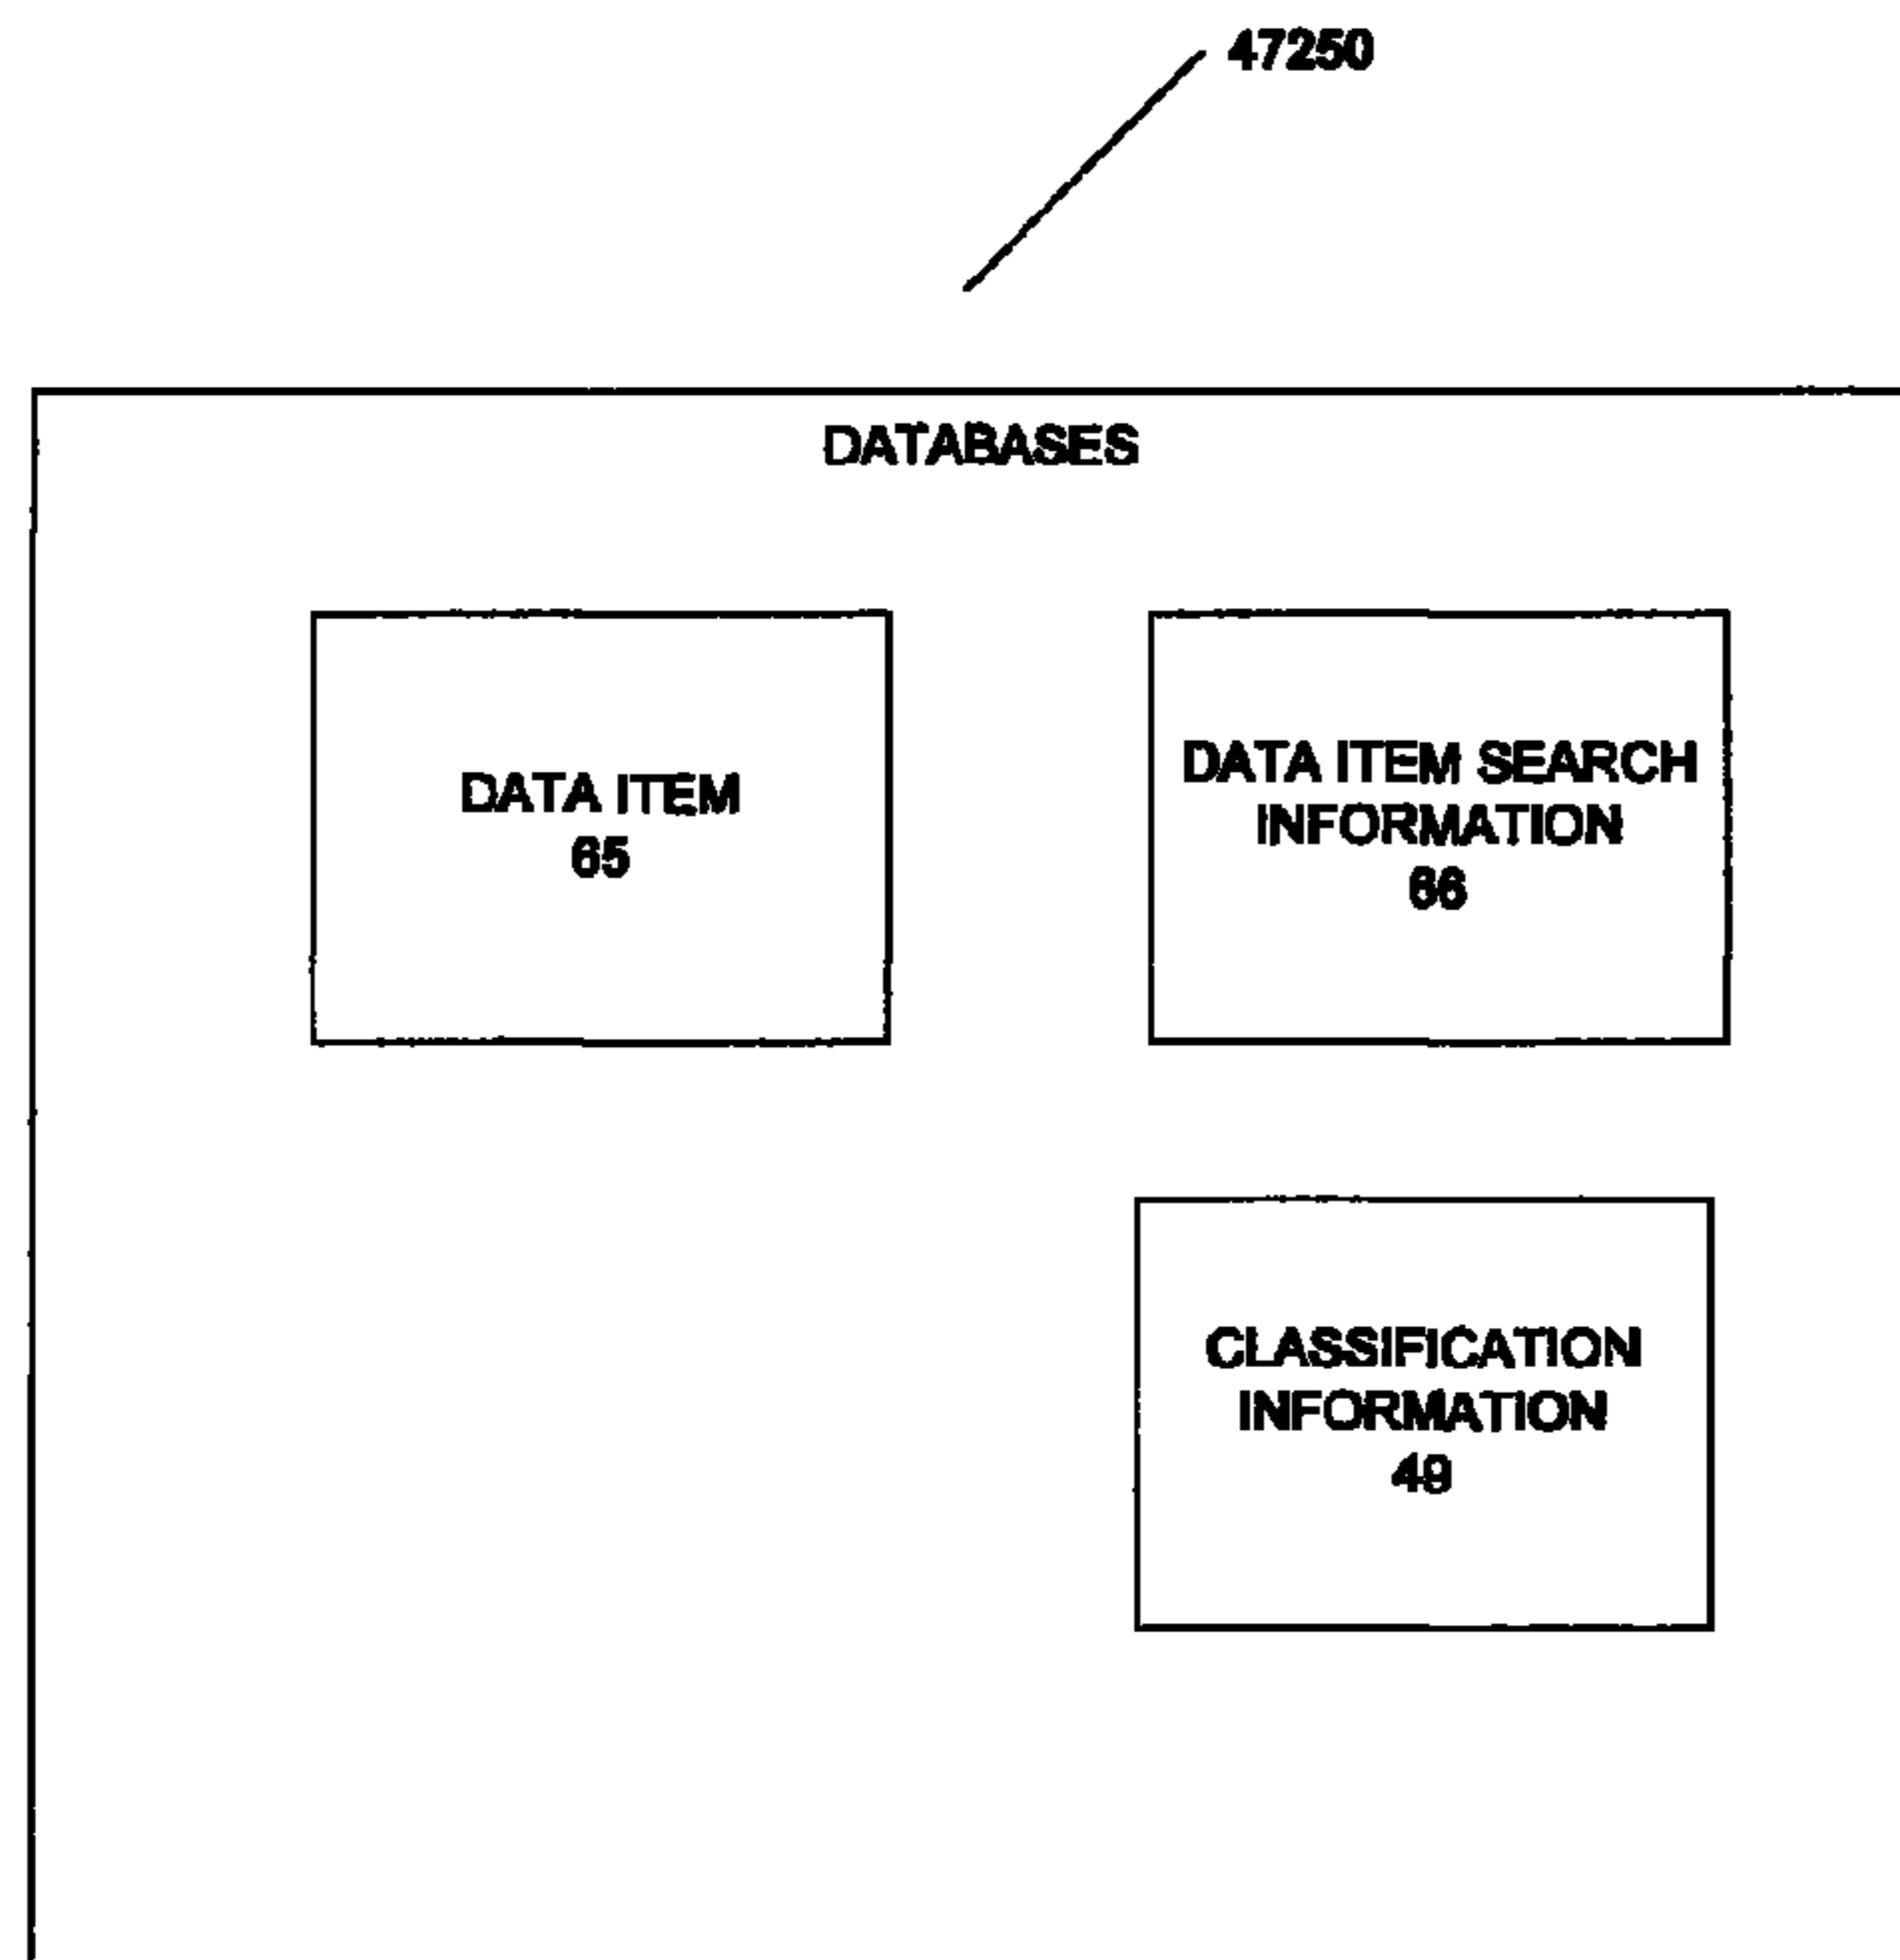 47250
DATABASES
DATA ITEM
65
DATA ITEM SEARCH
INFORMATION
66
CLASSIFICATION
INFORMATION
49